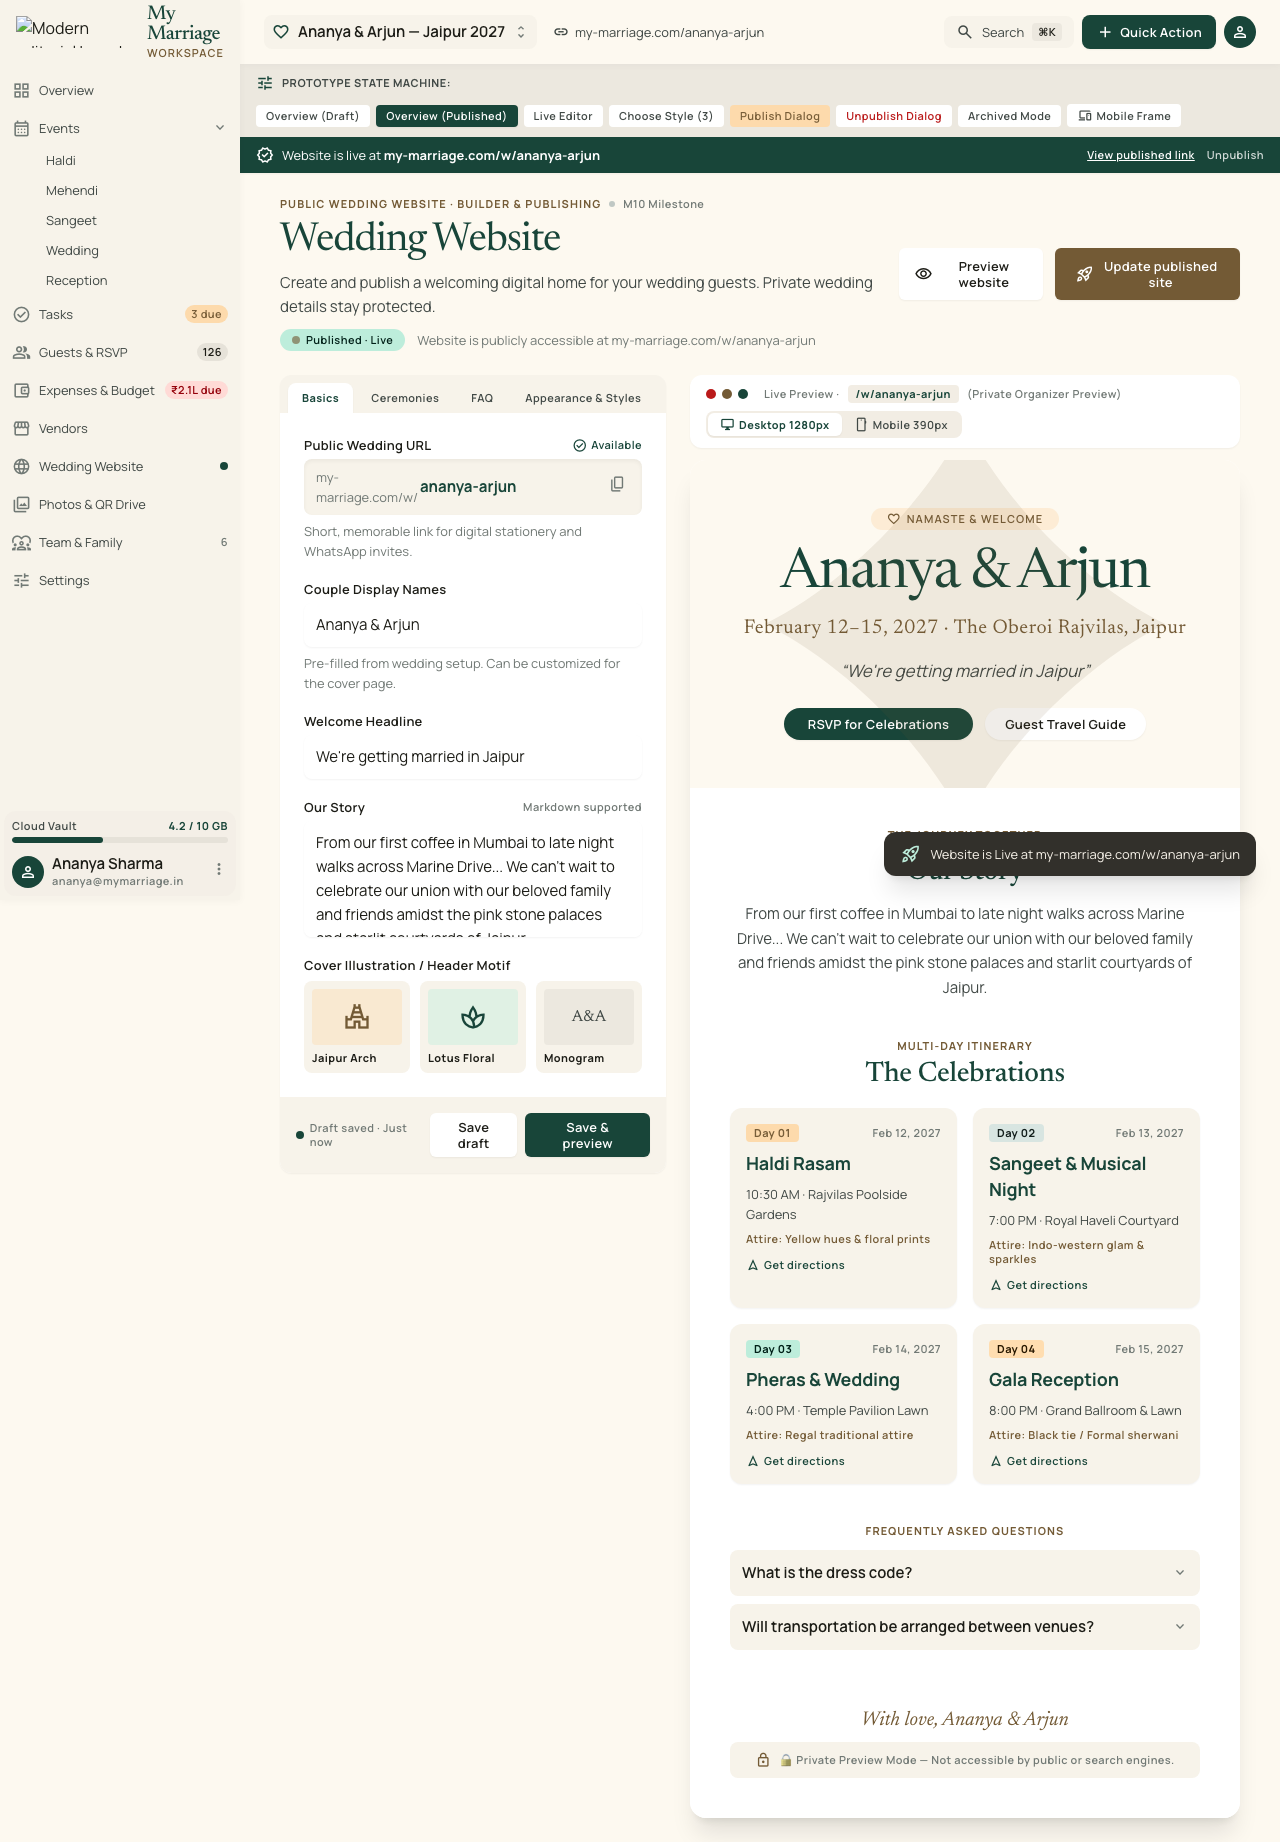 Modern
My
Marriage
WORKSPACE
Ananya & Arjun — Jaipur 2027
my-marriage.com/ananya-arjun
Search ⌘K
Quick Action
Overview
Events
Haldi
Mehendi
Sangeet
Wedding
Reception
Tasks 3 due
Guests & RSVP 126
Expenses & Budget ₹2.1L due
Vendors
Wedding Website
Photos & QR Drive
Team & Family 6
Settings
Cloud Vault 4.2 / 10 GB
Ananya Sharma
ananya@mymarriage.in
PROTOTYPE STATE MACHINE:
Overview (Draft) Overview (Published) Live Editor Choose Style (3) Publish Dialog Unpublish Dialog Archived Mode Mobile Frame
Website is live at my-marriage.com/w/ananya-arjun
View published link Unpublish
PUBLIC WEDDING WEBSITE · BUILDER & PUBLISHING M10 Milestone
Wedding Website
Create and publish a welcoming digital home for your wedding guests. Private wedding
details stay protected.
Published · Live Website is publicly accessible at my-marriage.com/w/ananya-arjun
Preview
website
Update published
site
Basics Ceremonies FAQ Appearance & Styles
Public Wedding URL Available
my-
marriage.com/w/ ananya-arjun
Short, memorable link for digital stationery and
WhatsApp invites.
Couple Display Names
Ananya & Arjun
Pre-filled from wedding setup. Can be customized for
the cover page.
Welcome Headline
We're getting married in Jaipur
Our Story Markdown supported
From our first coffee in Mumbai to late night
walks across Marine Drive... We can't wait to
celebrate our union with our beloved family
and friends amidst the pink stone palaces
and starlit courtyards of Jaipur.
Cover Illustration / Header Motif
A&A
Jaipur Arch Lotus Floral Monogram
Draft saved · Just
now
Save
draft
Save &
preview
Live Preview · /w/ananya-arjun (Private Organizer Preview)
Desktop 1280px Mobile 390px
NAMASTE & WELCOME
Ananya & Arjun
February 12–15, 2027 · The Oberoi Rajvilas, Jaipur
“We're getting married in Jaipur”
RSVP for Celebrations Guest Travel Guide
Website is Live at my-marriage.com/w/ananya-arjun
Our Story
From our first coffee in Mumbai to late night walks across Marine
Drive... We can't wait to celebrate our union with our beloved family
and friends amidst the pink stone palaces and starlit courtyards of
Jaipur.
MULTI-DAY ITINERARY
The Celebrations
Day 01 Feb 12, 2027
Haldi Rasam
10:30 AM · Rajvilas Poolside
Gardens
Attire: Yellow hues & floral prints
Get directions
Day 02 Feb 13, 2027
Sangeet & Musical
Night
7:00 PM · Royal Haveli Courtyard
Attire: Indo-western glam &
sparkles
Get directions
Day 03 Feb 14, 2027
Pheras & Wedding
4:00 PM · Temple Pavilion Lawn
Attire: Regal traditional attire
Get directions
Day 04 Feb 15, 2027
Gala Reception
8:00 PM · Grand Ballroom & Lawn
Attire: Black tie / Formal sherwani
Get directions
FREQUENTLY ASKED QUESTIONS
What is the dress code?
Will transportation be arranged between venues?
With love, Ananya & Arjun
🔒 Private Preview Mode — Not accessible by public or search engines.